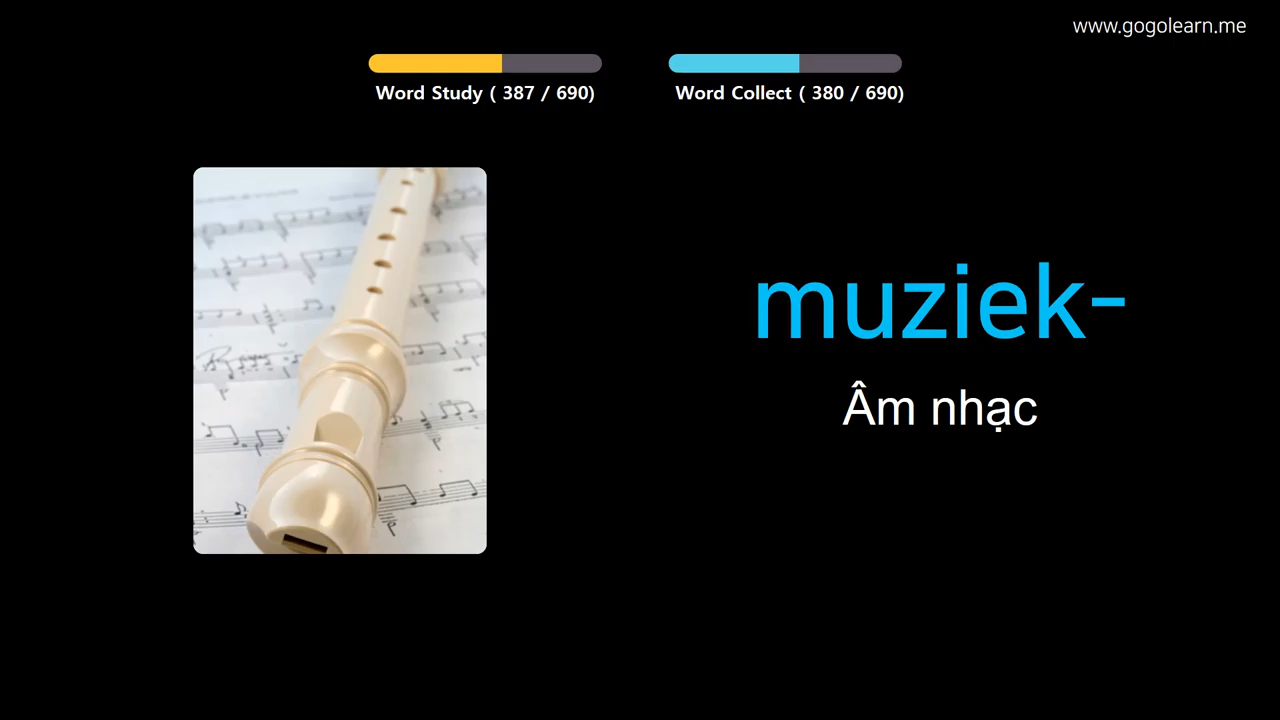 www.gogolearn.me
Word Study ( 387 / 690)
Word Collect ( 380 / 690)
muziek-
Âm nhạc